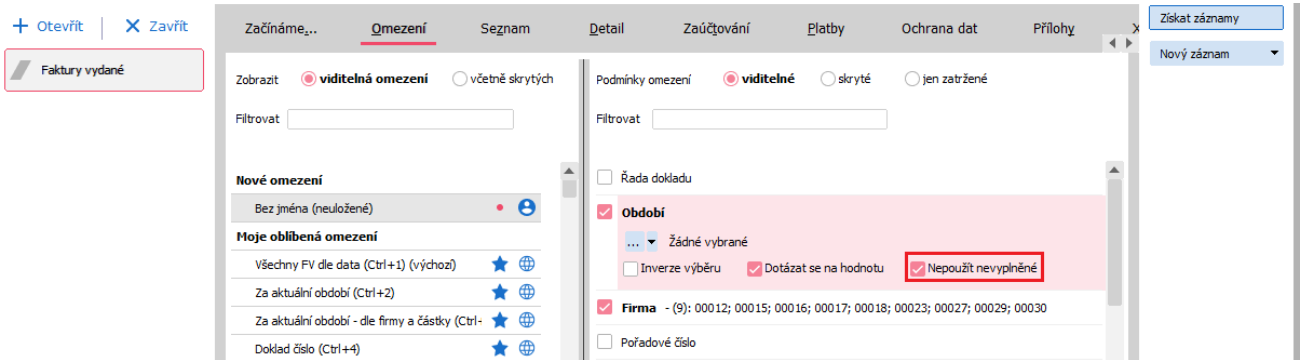 Otevřít
Zavřít
Faktury vydané
Začínáme...
Omezení
Seznam
Detail
Zaúčtování
Platby
Ochrana dat
Přílohy
X
Získat záznamy
Nový záznam
Zobrazit
viditelná omezení
včetně skrytých
Filtrovat
Nové omezení
Bez jména (neuložené)
Moje oblíbená omezení
Všechny FV dle data (Ctrl+1) (výchozí)
Za aktuální období (Ctrl+2)
Za aktuální období - dle firmy a částky (Ctrl-
Doklad číslo (Ctrl+4)
Podmínky omezení
viditelné
skryté
jen zatržené
Filtrovat
Řada dokladu
Období
... Žádné vybrané
Inverze výběru
Dotázat se na hodnotu
Nepoužít nevyplněné
Firma - (9): 00012; 00015; 00016; 00017; 00018; 00023; 00027; 00029; 00030
Pořadové číslo